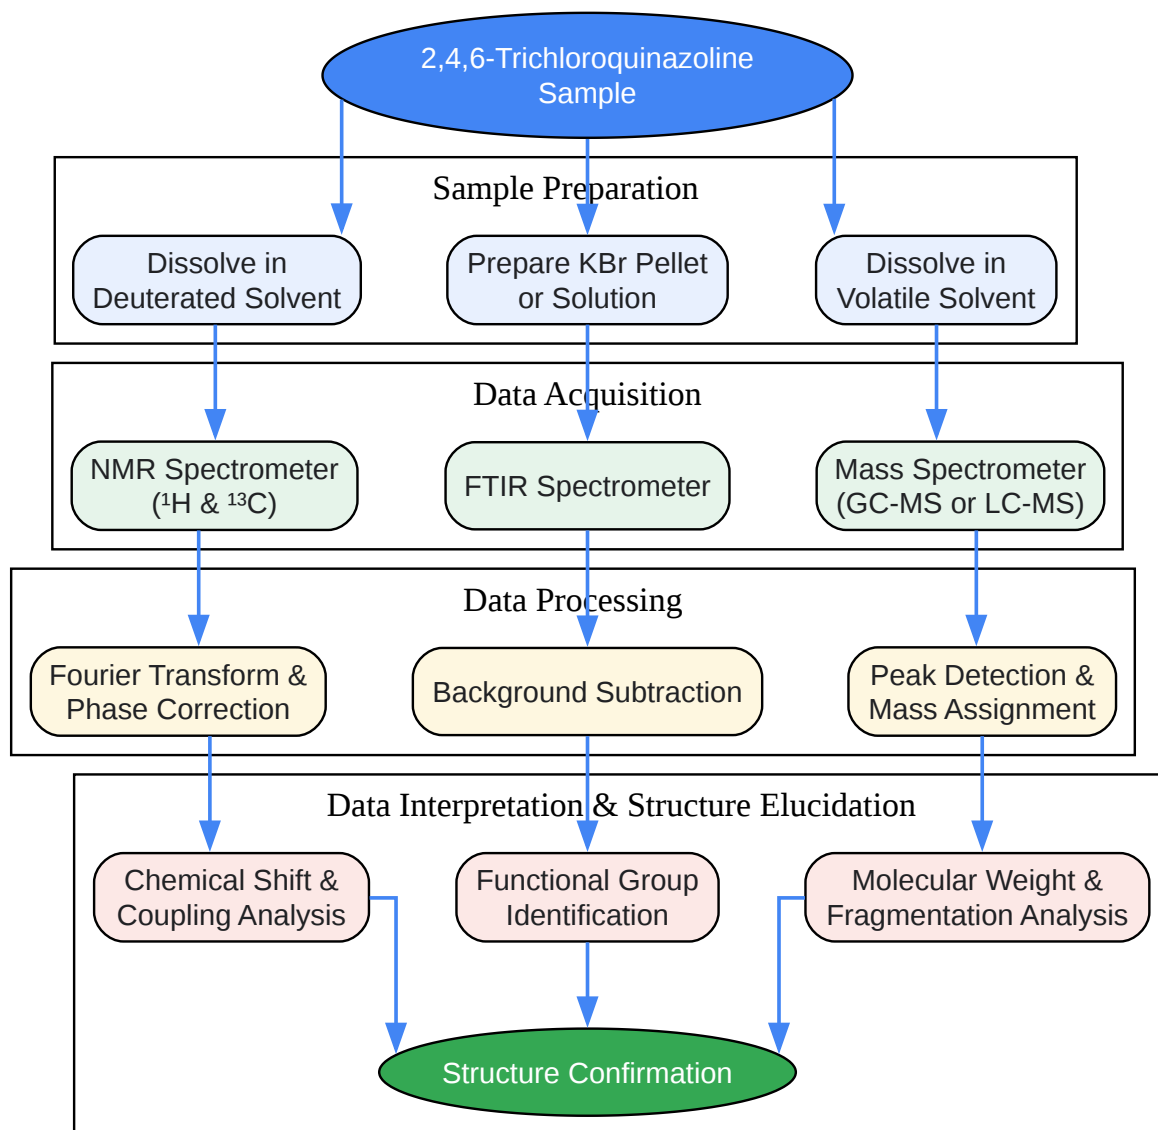 2,4,6-Trichloroquinazoline
Sample
Sample Preparation
Dissolve in
Deuterated Solvent
Prepare KBr Pellet
or Solution
Dissolve in
Volatile Solvent
Data Acquisition
NMR Spectrometer
(¹H & ¹³C)
FTIR Spectrometer
Mass Spectrometer
(GC-MS or LC-MS)
Data Processing
Fourier Transform &
Phase Correction
Background Subtraction
Peak Detection &
Mass Assignment
Data Interpretation & Structure Elucidation
Chemical Shift &
Coupling Analysis
Functional Group
Identification
Molecular Weight &
Fragmentation Analysis
Structure Confirmation